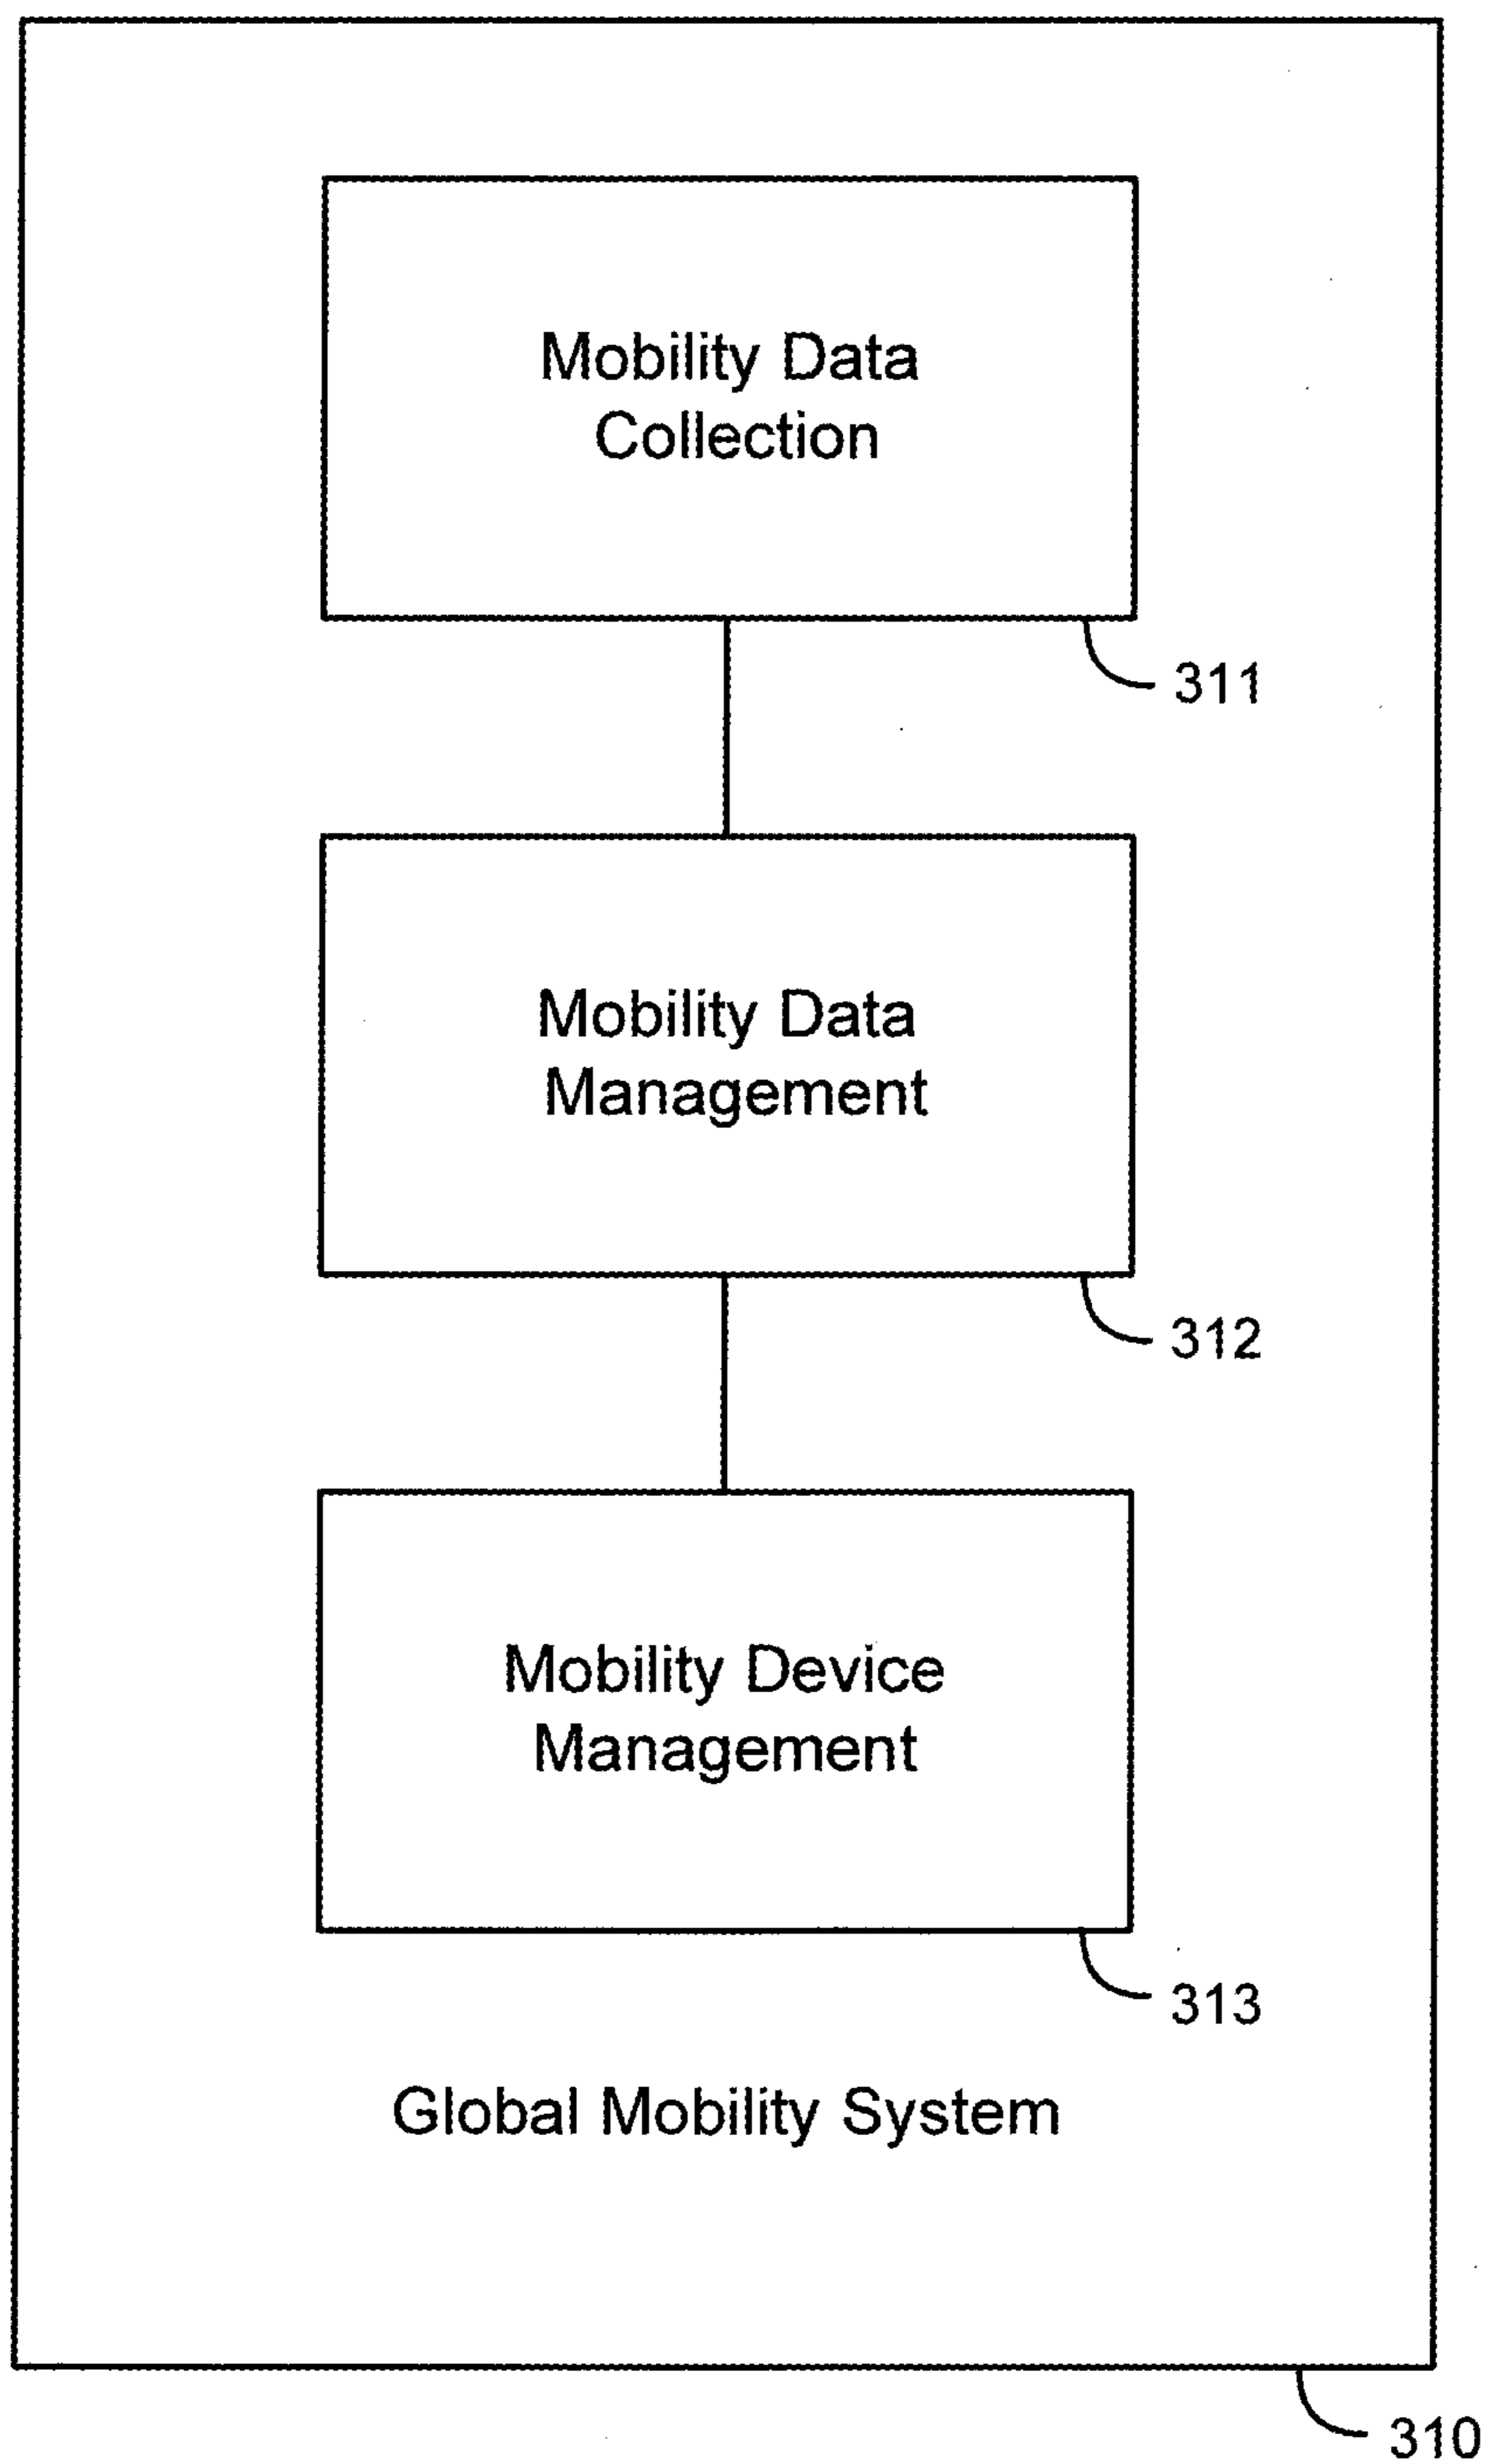 Mobility Data
Collection
311
Mobility Data
Management
312
Mobility Device
Management
313
Global Mobility System
310